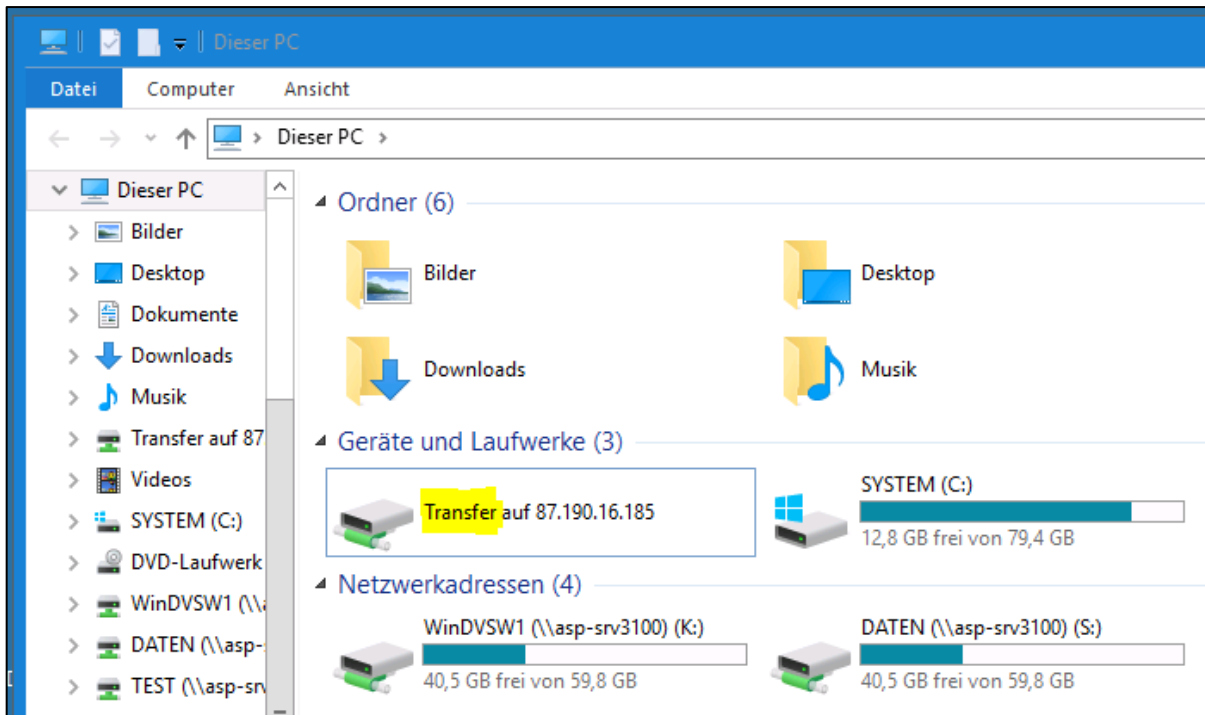 Dieser PC
Datei Computer Ansicht
Dieser PC
Dieser PC
Bilder
Desktop
Dokumente
Downloads
Musik
Transfer auf 87
Videos
SYSTEM (C:)
DVD-Laufwerk
WinDVSW1 (\\a
DATEN (\\asp-
TEST (\\asp-srv
Ordner (6)
Bilder
Desktop
Downloads
Musik
Geräte und Laufwerke (3)
Transfer auf 87.190.16.185
SYSTEM (C:)
12,8 GB frei von 79,4 GB
Netzwerkadressen (4)
WinDVSW1 (\\asp-srv3100) (K:)
40,5 GB frei von 59,8 GB
DATEN (\\asp-srv3100) (S:)
40,5 GB frei von 59,8 GB